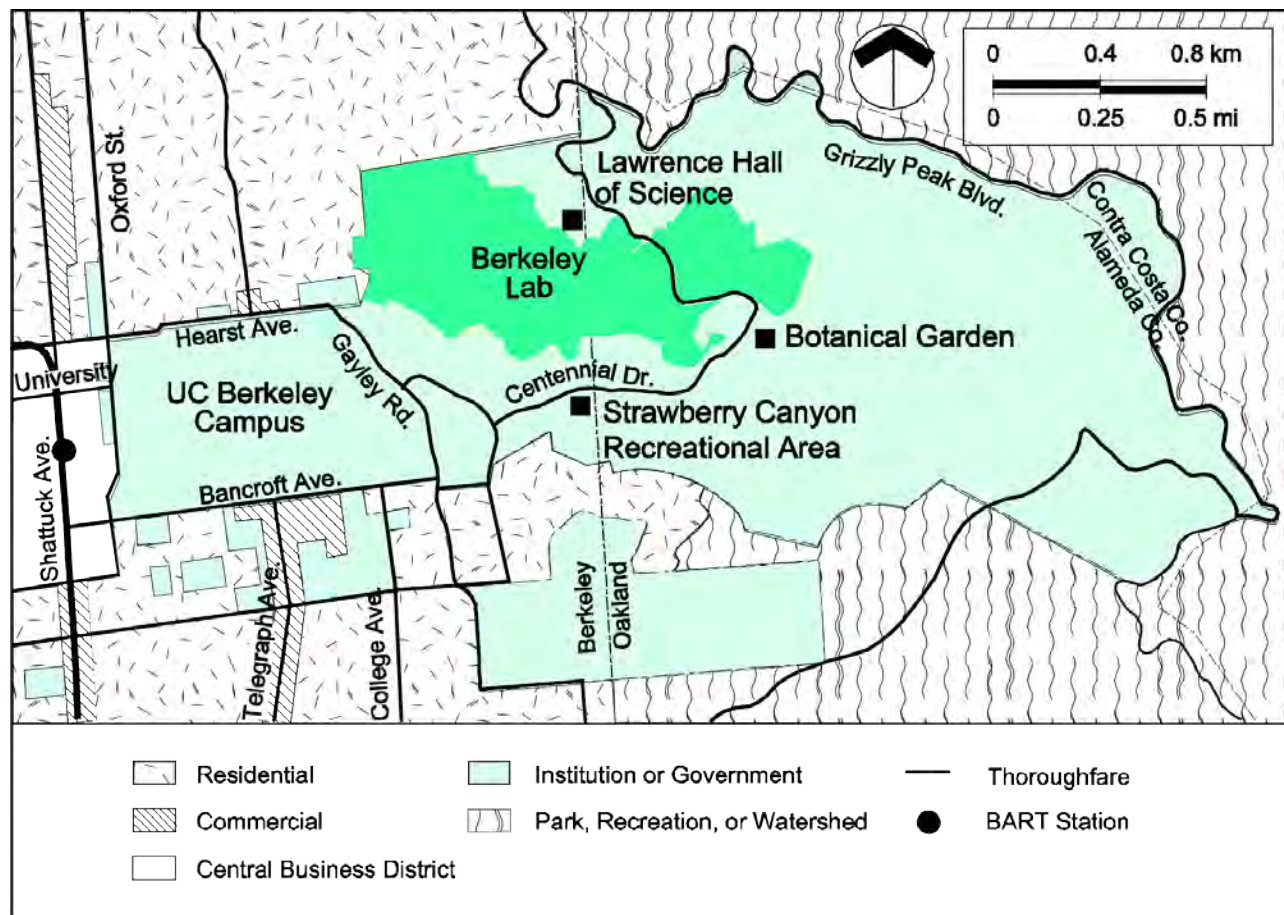 0 0.4 0.8 km
0 0.25 0.5 mi
Oxford St.
Lawrence Hall
of Science
Grizzly Peak Blvd.
Contra Costa Co.
Alameda Co.
Berkeley
Lab
Hearst Ave.
University
Gayley Rd.
Botanical Garden
UC Berkeley
Campus
Centennial Dr.
Strawberry Canyon
Recreational Area
Shattuck Ave.
Bancroft Ave.
Telegraph Ave.
College Ave.
Berkeley
Oakland
Residential
Institution or Government
Thoroughfare
Commercial
Park, Recreation, or Watershed
BART Station
Central Business District